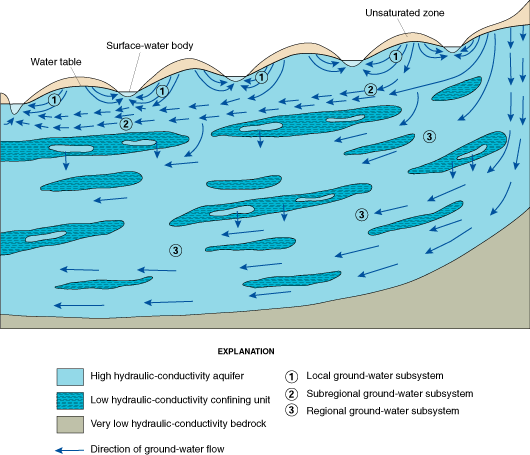 Unsaturated zone
Surface-water body
Water table
1
1
1
1
2
2
3
3
3
EXPLANATION
High hydraulic-conductivity aquifer
Low hydraulic-conductivity confining unit
Very low hydraulic-conductivity bedrock
Direction of ground-water flow
1 Local ground-water subsystem
2 Subregional ground-water subsystem
3 Regional ground-water subsystem